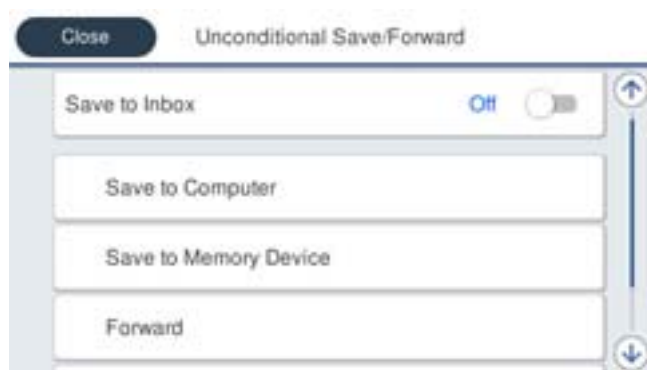 Close Unconditional Save/Forward
Save to Inbox Off
Save to Computer
Save to Memory Device
Forward